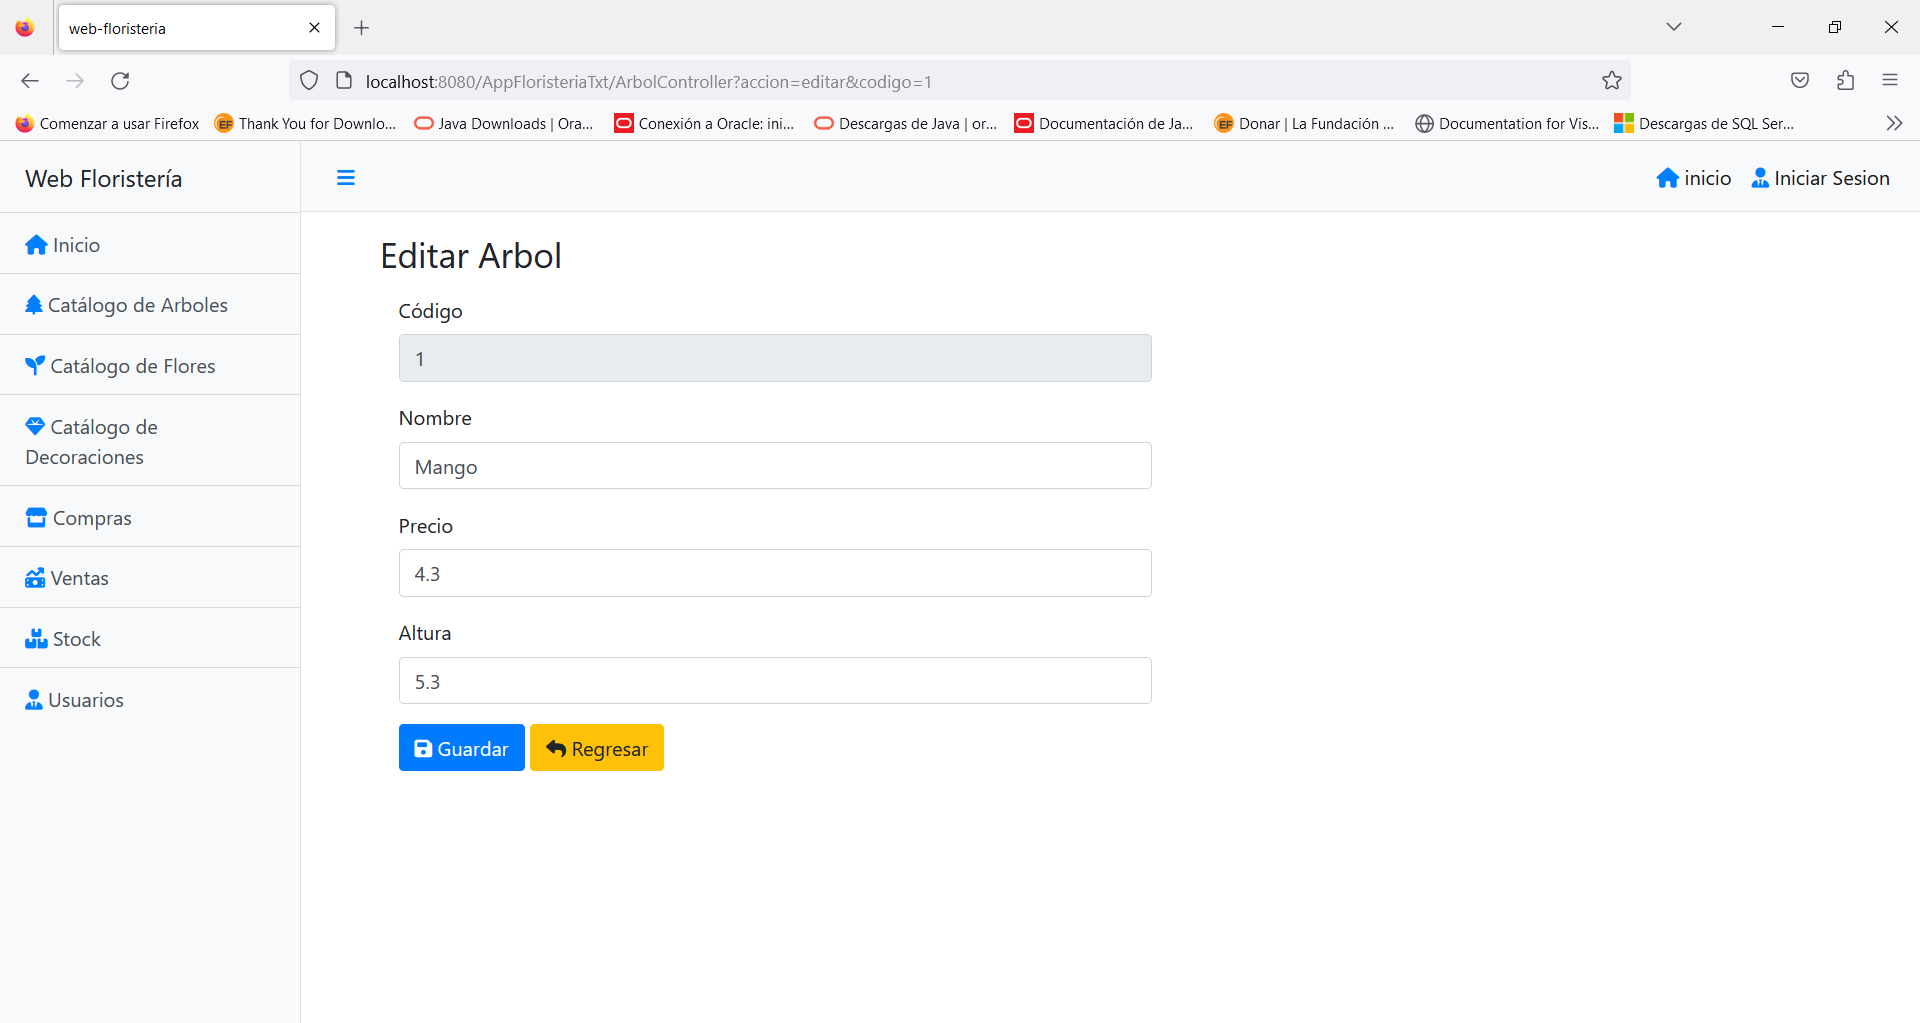 web-floristeria
localhost:8080/AppFloristeriaTxt/ArbolController?accion=editar&codigo=1
Comenzar a usar Firefox
EF Thank You for Downlo...
Java Downloads | Ora...
Conexión a Oracle: ini...
Descargas de Java | or...
Documentación de Ja...
EF Donar | La Fundación ...
Documentation for Vis...
Descargas de SQL Ser...
Web Floristería
inicio
Iniciar Sesion
Inicio
Catálogo de Arboles
Catálogo de Flores
Catálogo de
Decoraciones
Compras
Ventas
Stock
Usuarios
Editar Arbol
Código
1
Nombre
Mango
Precio
4.3
Altura
5.3
Guardar
Regresar